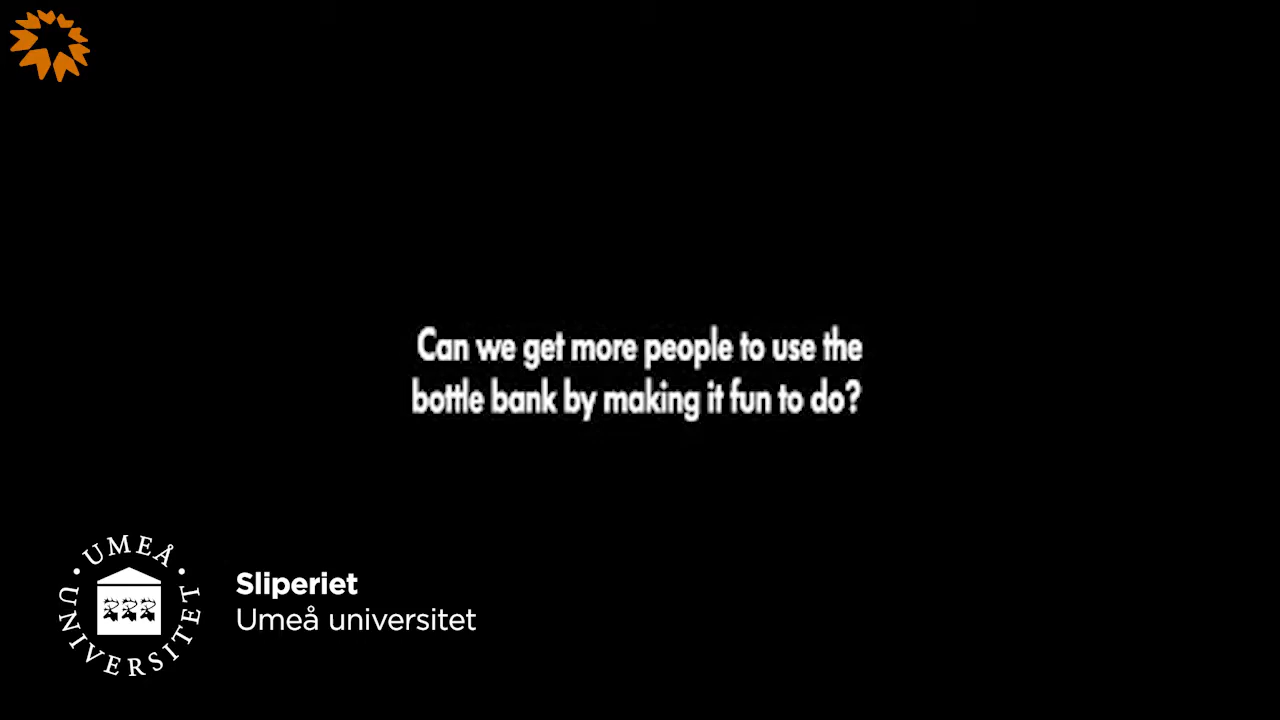 Can we get more people to use the
bottle bank by making it fun to do?
UMEÅ
UNIVERSITET
Sliperiet
Umeå universitet